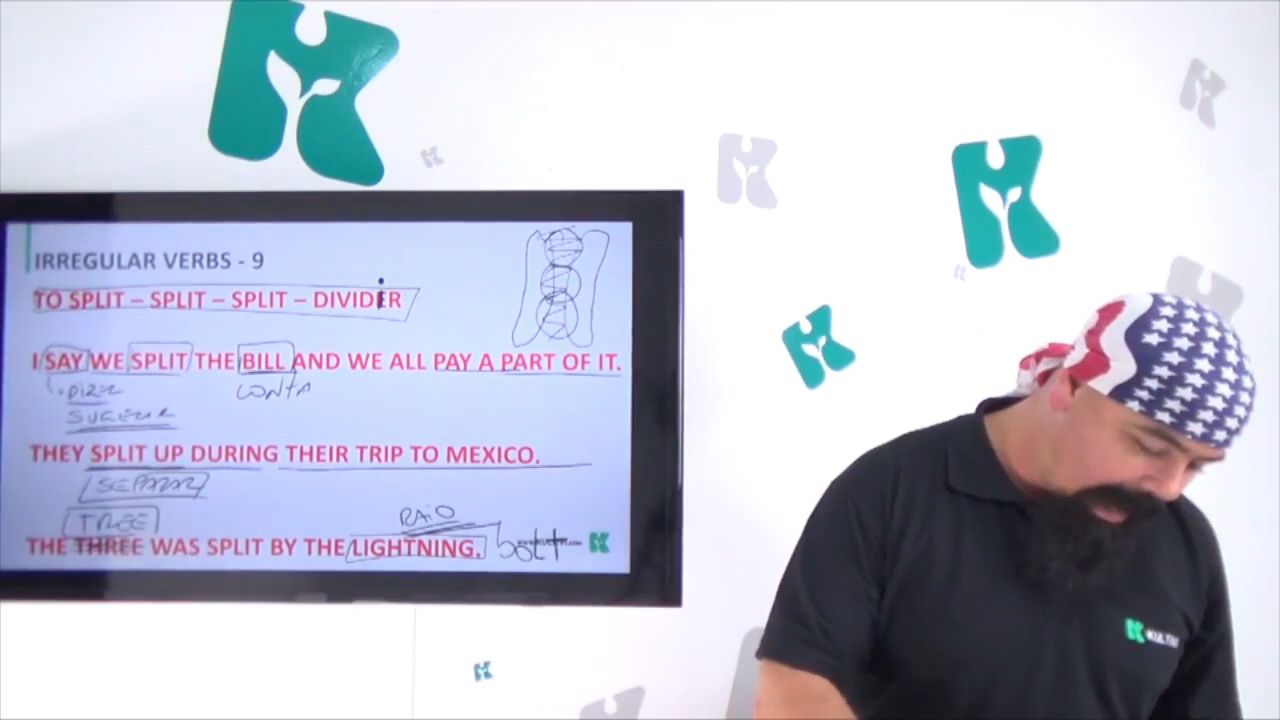 IRREGULAR VERBS - 9
TO SPLIT – SPLIT – SPLIT – DIVIDIR
I SAY WE SPLIT THE BILL AND WE ALL PAY A PART OF IT.
DIZER CONTA
SUGERIR
THEY SPLIT UP DURING THEIR TRIP TO MEXICO.
SEPARAR
TREE RAIO
THE THREE WAS SPLIT BY THE LIGHTNING. bolt